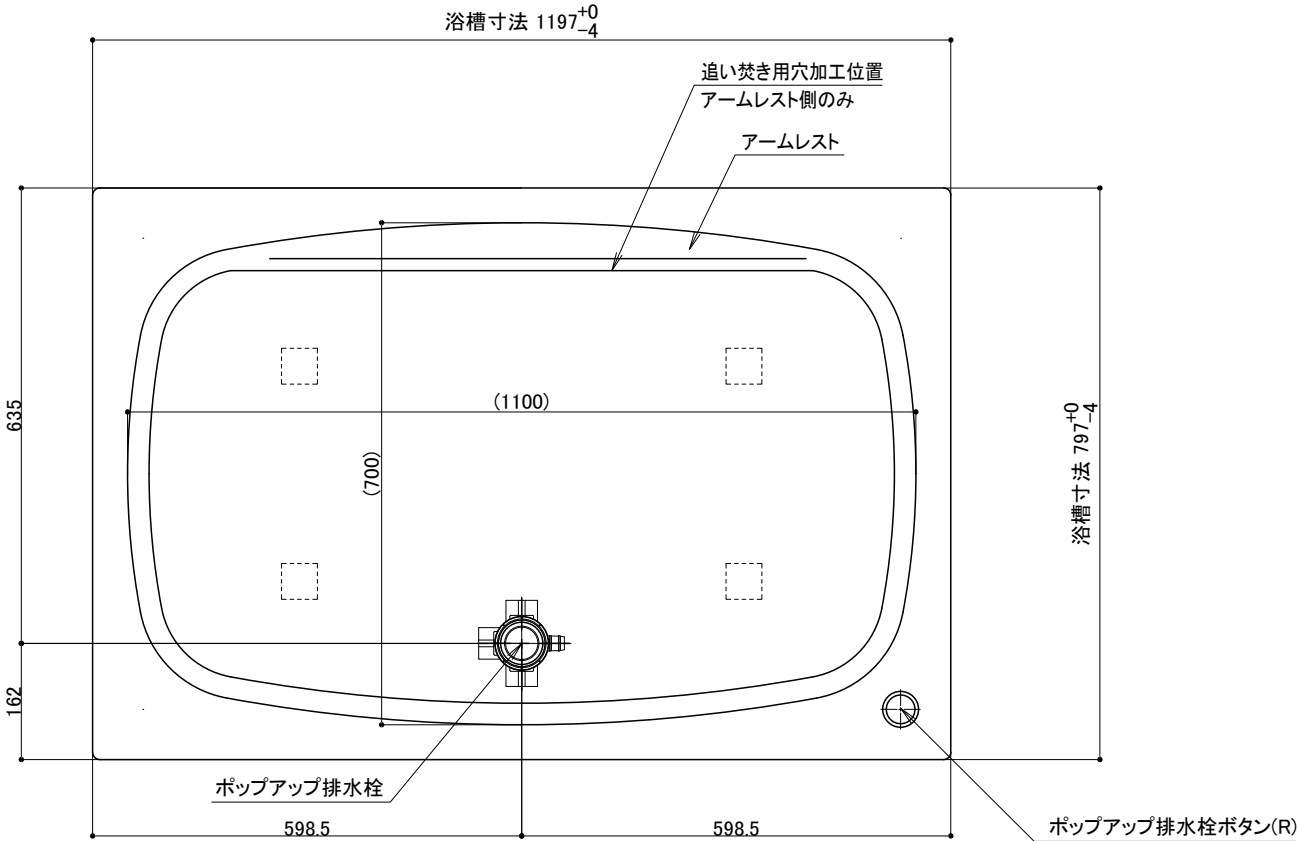 浴槽寸法 1197+0-4
追い焚き用穴加工位置
アームレスト側のみ
アームレスト
635
(1100)
(700)
浴槽寸法 797+0-4
162
ポップアップ排水栓
598.5
598.5
ポップアップ排水栓ボタン(R)